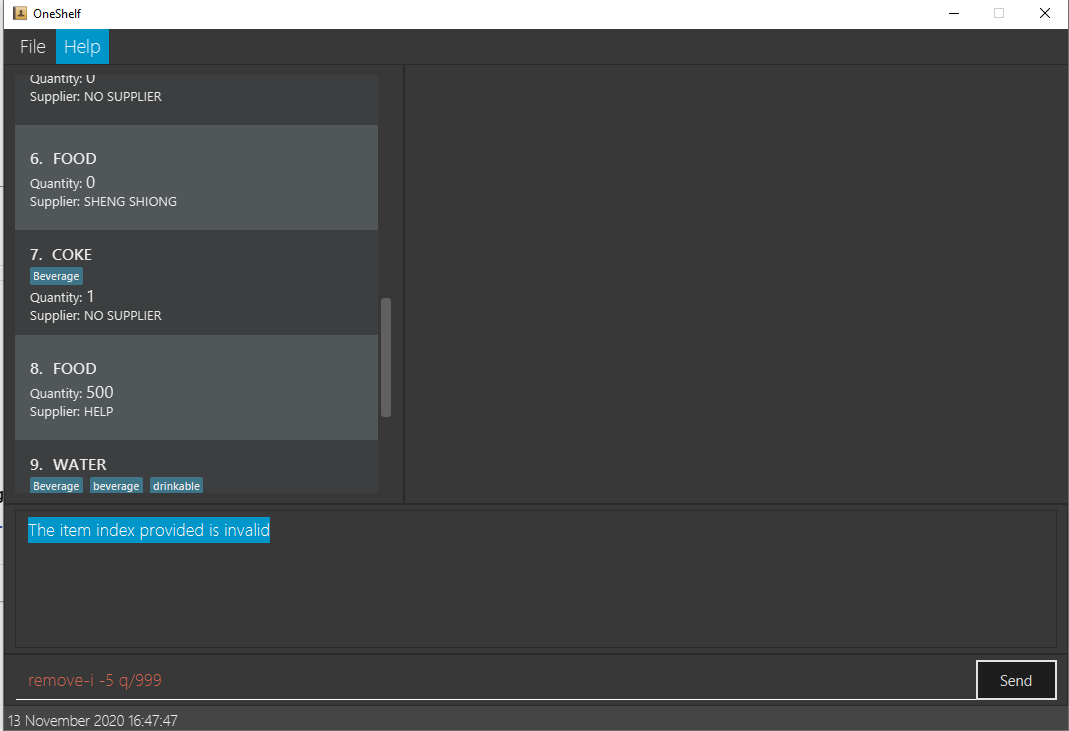 OneShelf
File Help
Quantity: 0
Supplier: NO SUPPLIER
6. FOOD
Quantity: 0
Supplier: SHENG SHIONG
7. COKE
Beverage
Quantity: 1
Supplier: NO SUPPLIER
8. FOOD
Quantity: 500
Supplier: HELP
9. WATER
Beverage beverage drinkable
The item index provided is invalid
remove-i -5 q/999
Send
13 November 2020 16:47:47